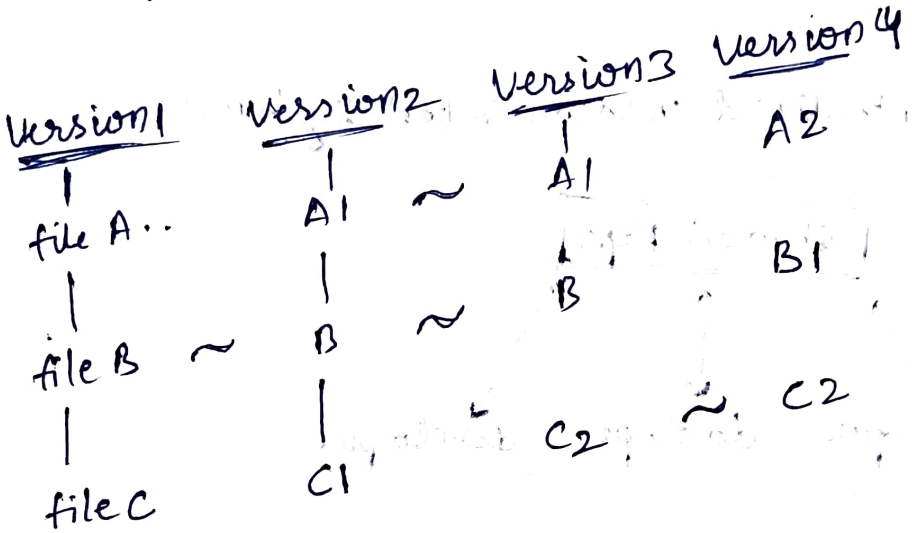 Version1 Version2 Version3 Version4
file A.. A1 ~ A1 A2
file B ~ B ~ B B1
file C C1 C2 ~ C2